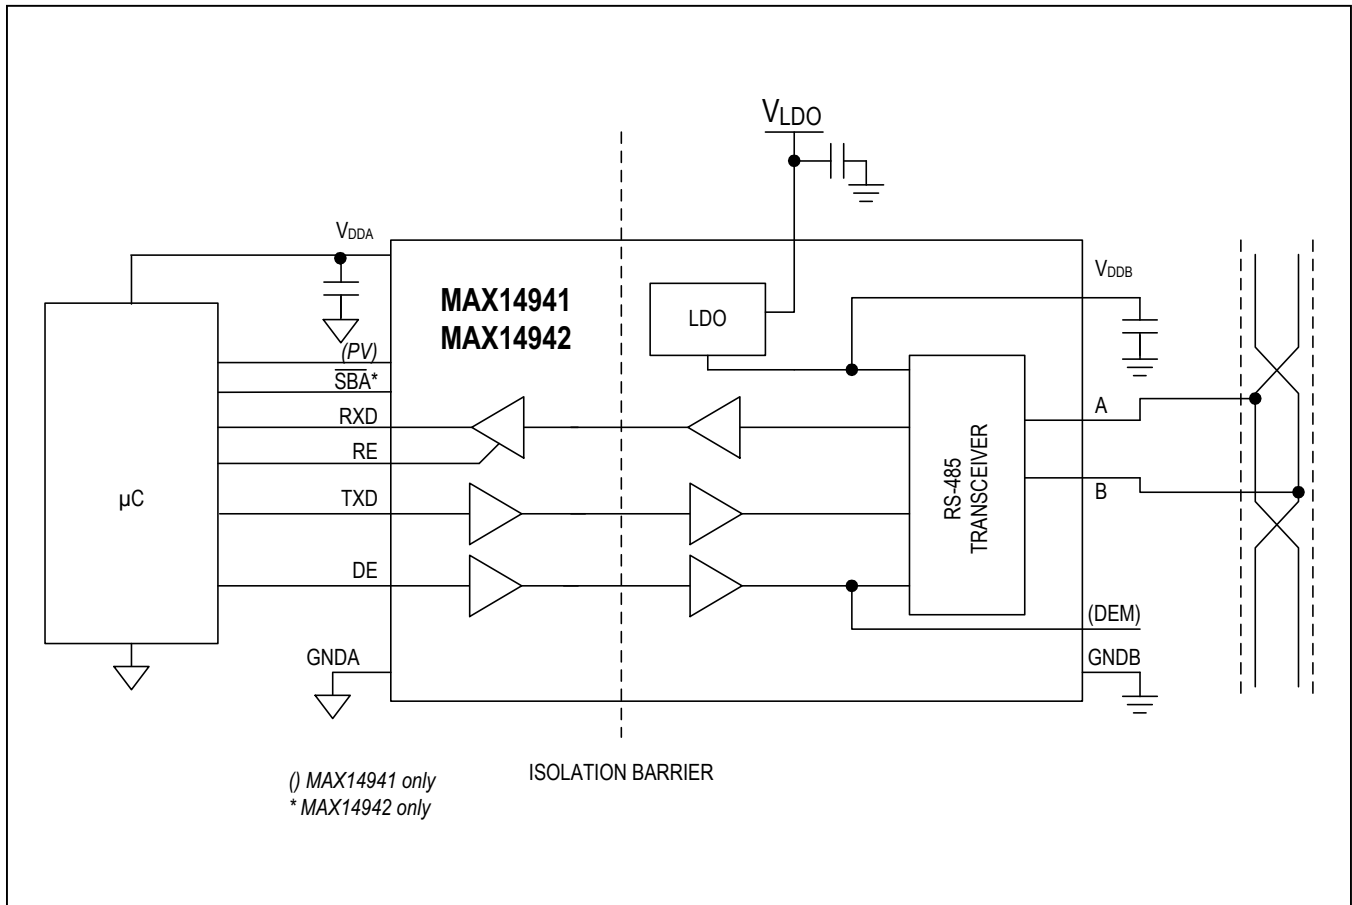 VLDO
VDDA
MAX14941
MAX14942
LDO
VDDB
(PV)
S̅B̅A̅*
RXD
RE
TXD
DE
µC
A
B
RS-485
TRANSCEIVER
(DEM)
GNDA
GNDB
() MAX14941 only
* MAX14942 only
ISOLATION BARRIER